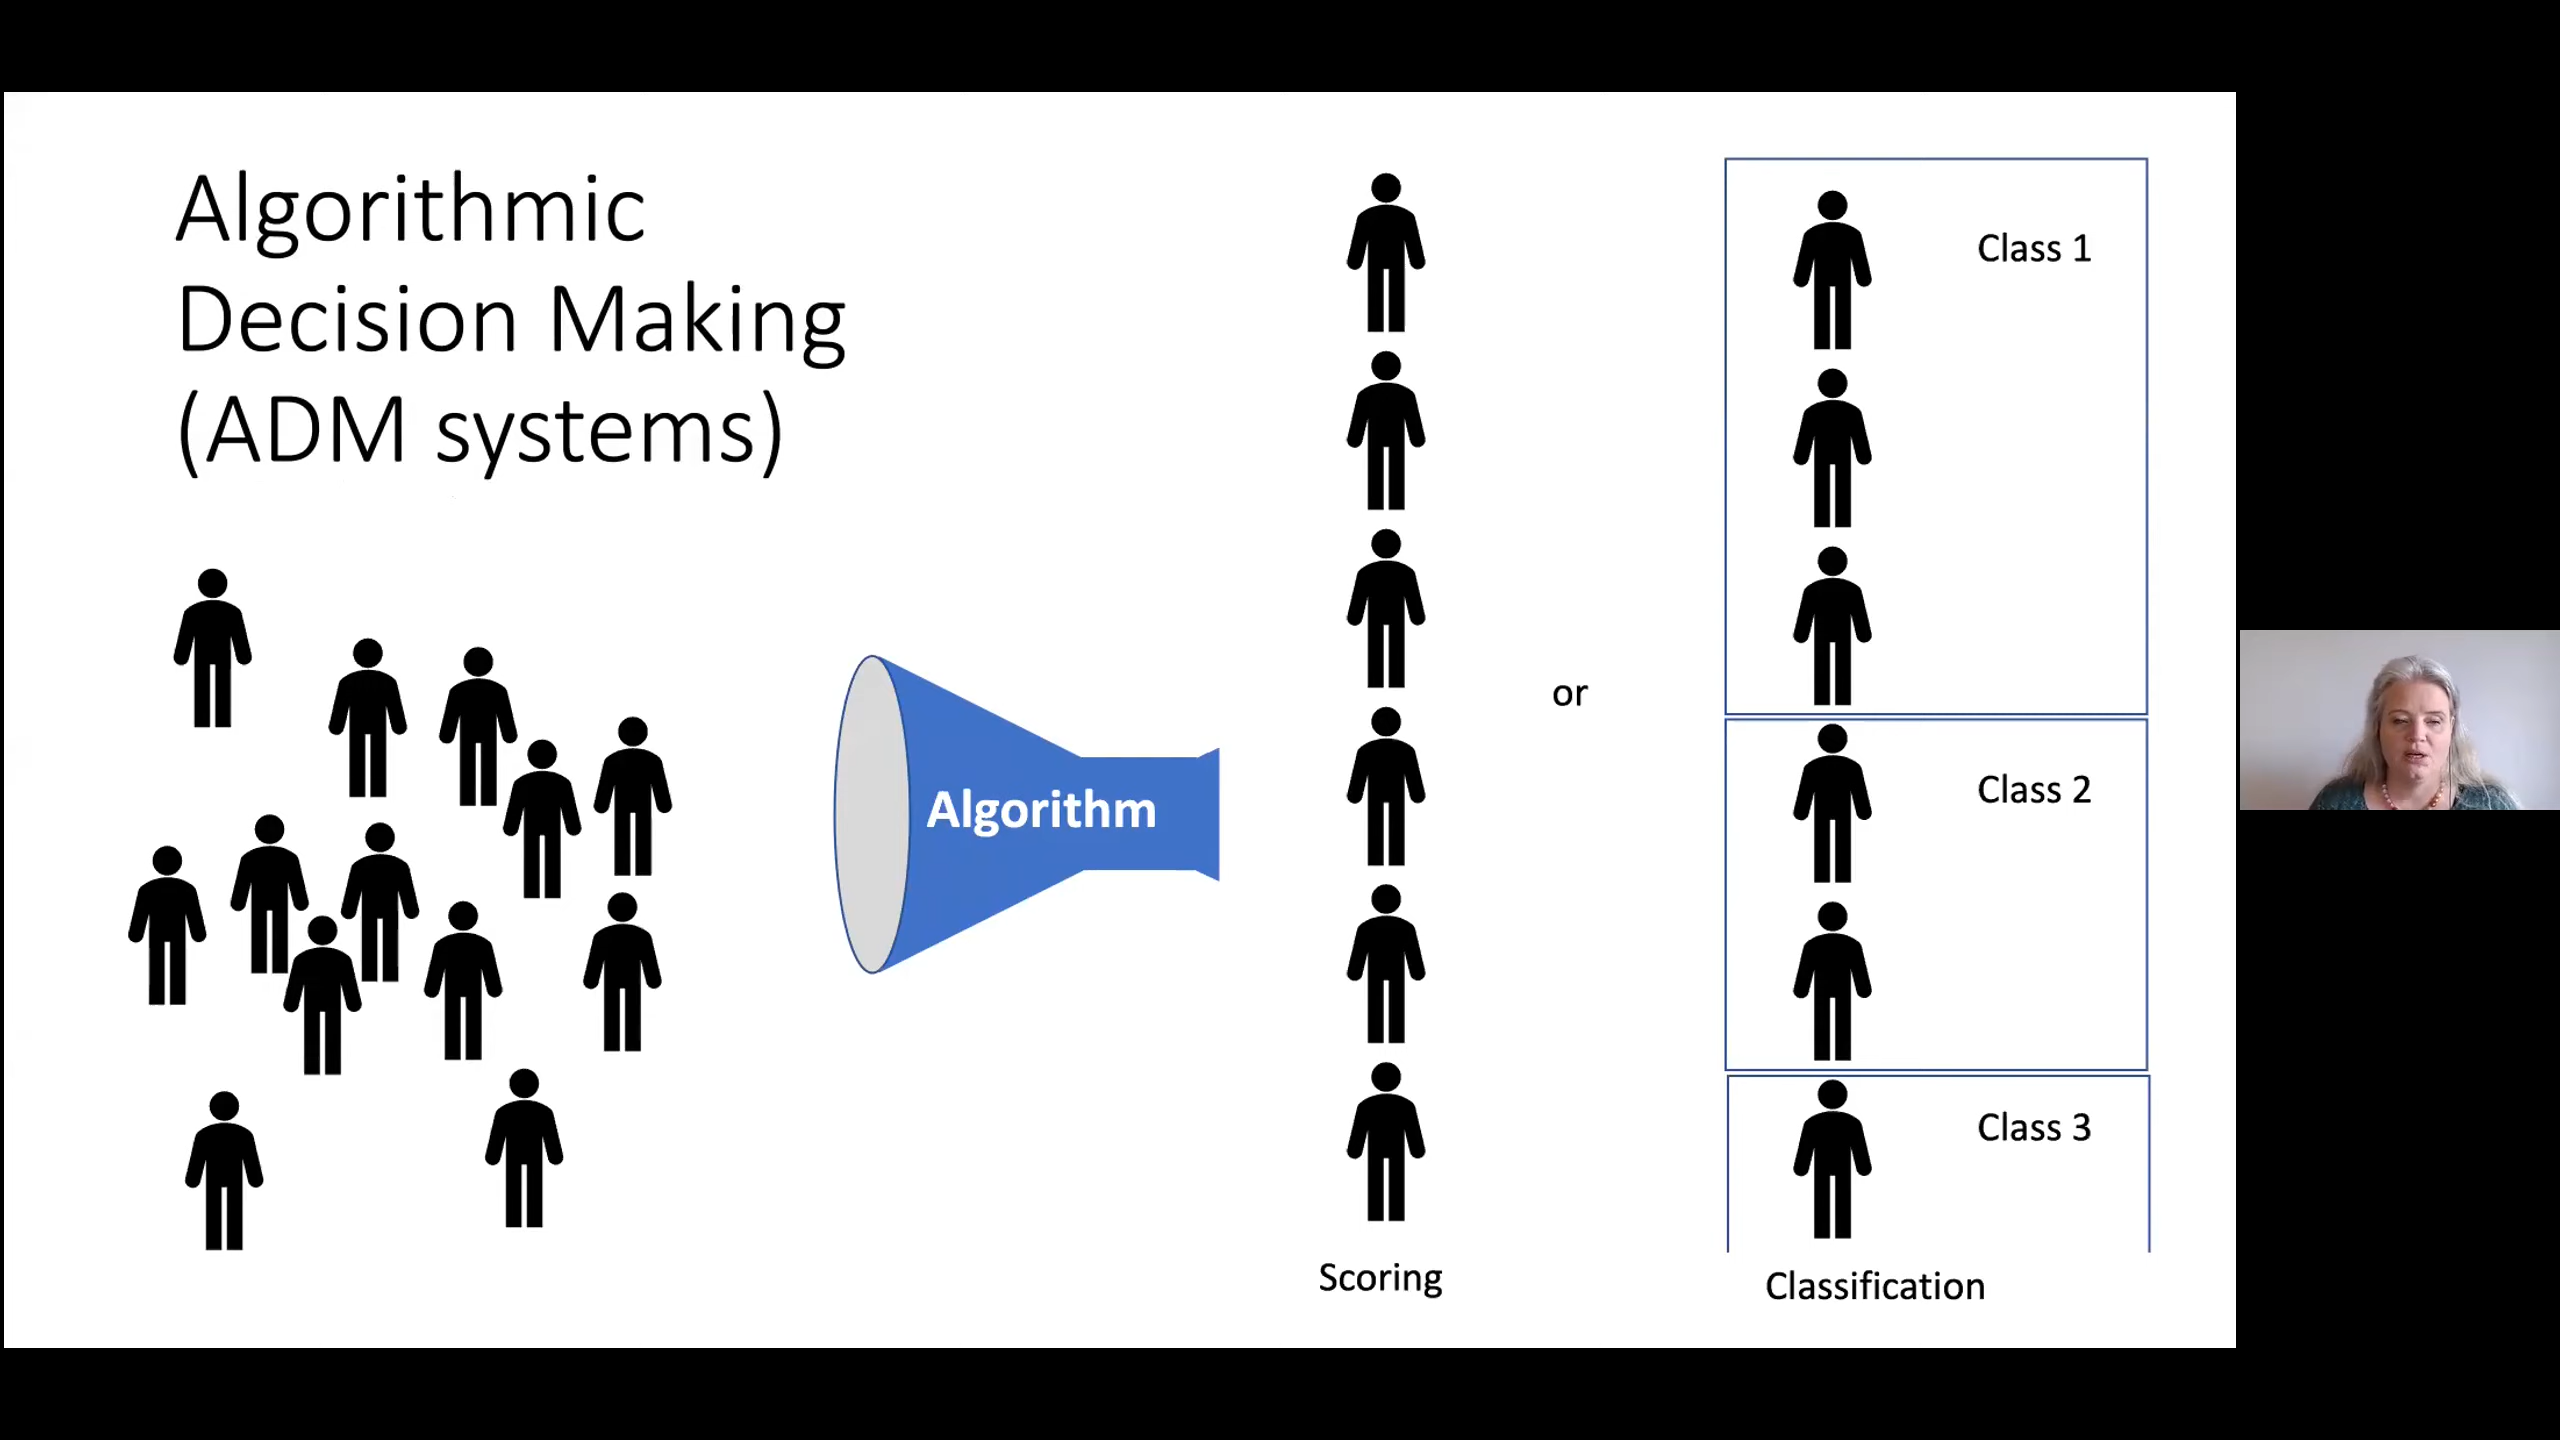 Algorithmic
Decision Making
(ADM systems)
Algorithm
or
Class 1
Class 2
Class 3
Scoring
Classification